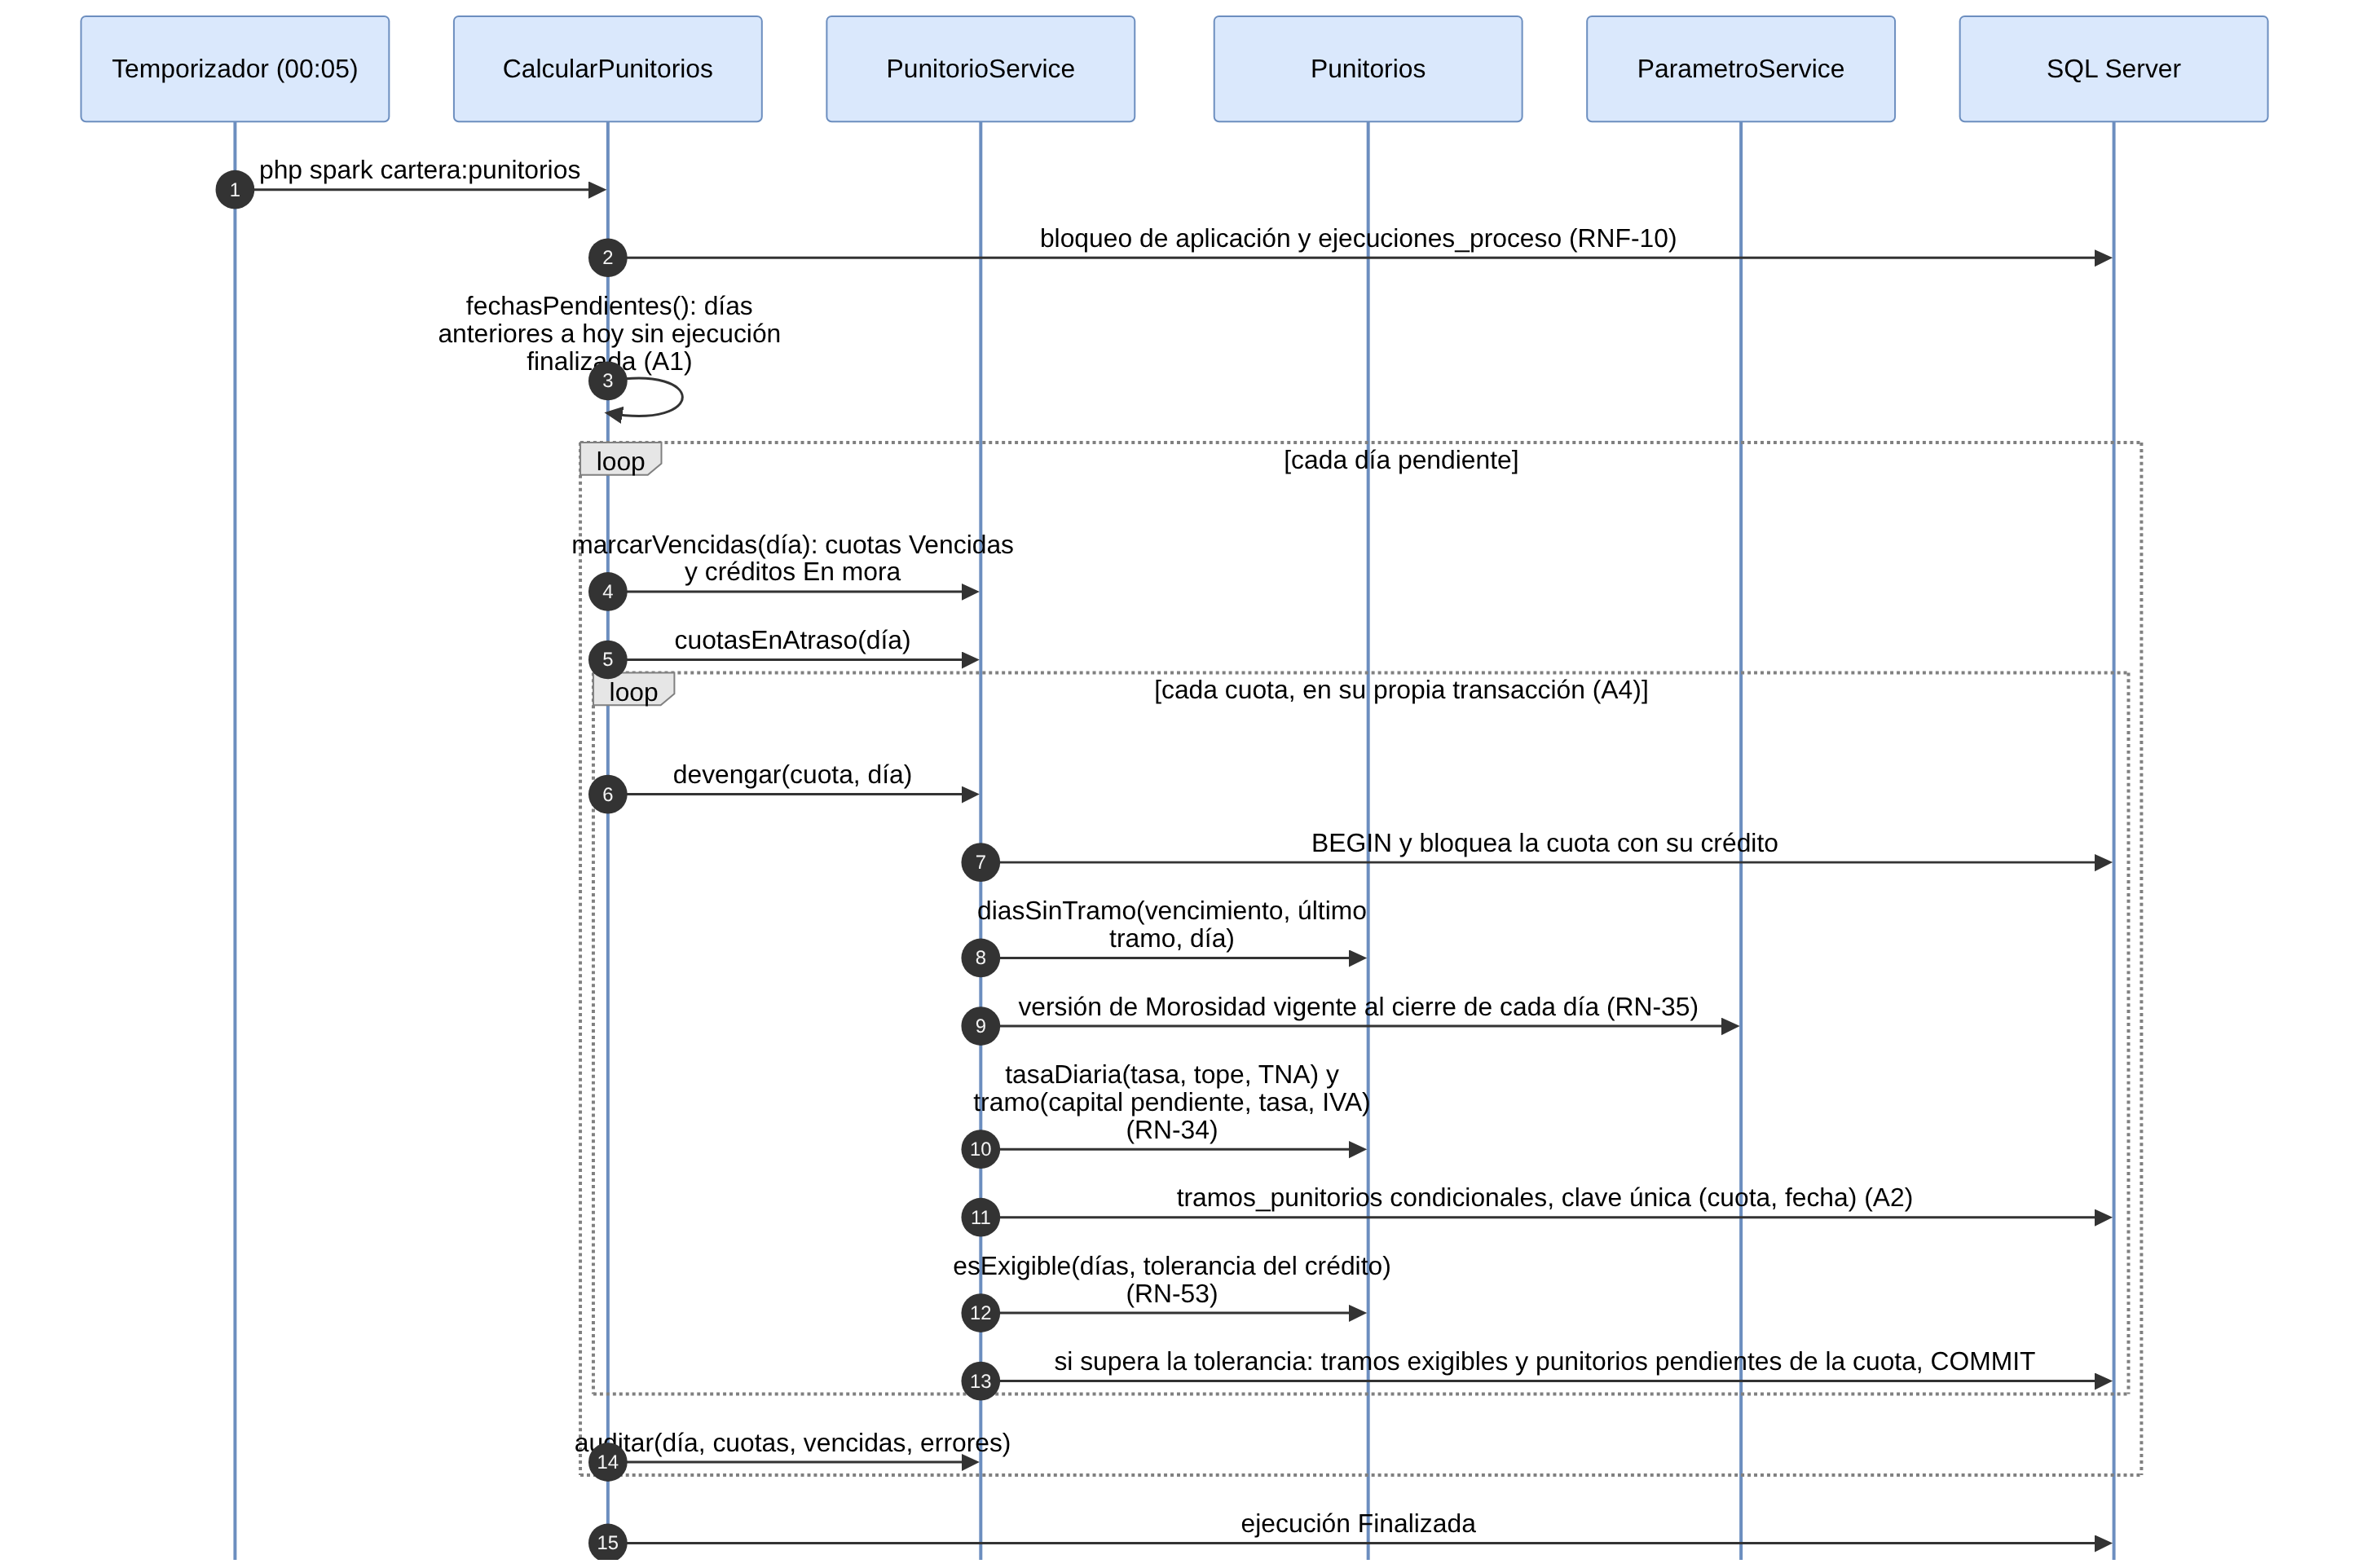 Temporizador (00:05)
CalcularPunitorios
PunitorioService
Punitorios
ParametroService
SQL Server
php spark cartera:punitorios
1
bloqueo de aplicación y ejecuciones_proceso (RNF-10)
2
fechasPendientes(): días
anteriores a hoy sin ejecución
finalizada (A1)
3
loop
[cada día pendiente]
marcarVencidas(día): cuotas Vencidas
y créditos En mora
4
cuotasEnAtraso(día)
5
loop
[cada cuota, en su propia transacción (A4)]
devengar(cuota, día)
6
BEGIN y bloquea la cuota con su crédito
7
diasSinTramo(vencimiento, último
tramo, día)
8
versión de Morosidad vigente al cierre de cada día (RN-35)
9
tasaDiaria(tasa, tope, TNA) y
tramo(capital pendiente, tasa, IVA)
(RN-34)
10
tramos_punitorios condicionales, clave única (cuota, fecha) (A2)
11
esExigible(días, tolerancia del crédito)
(RN-53)
12
si supera la tolerancia: tramos exigibles y punitorios pendientes de la cuota, COMMIT
13
auditar(día, cuotas, vencidas, errores)
14
ejecución Finalizada
15